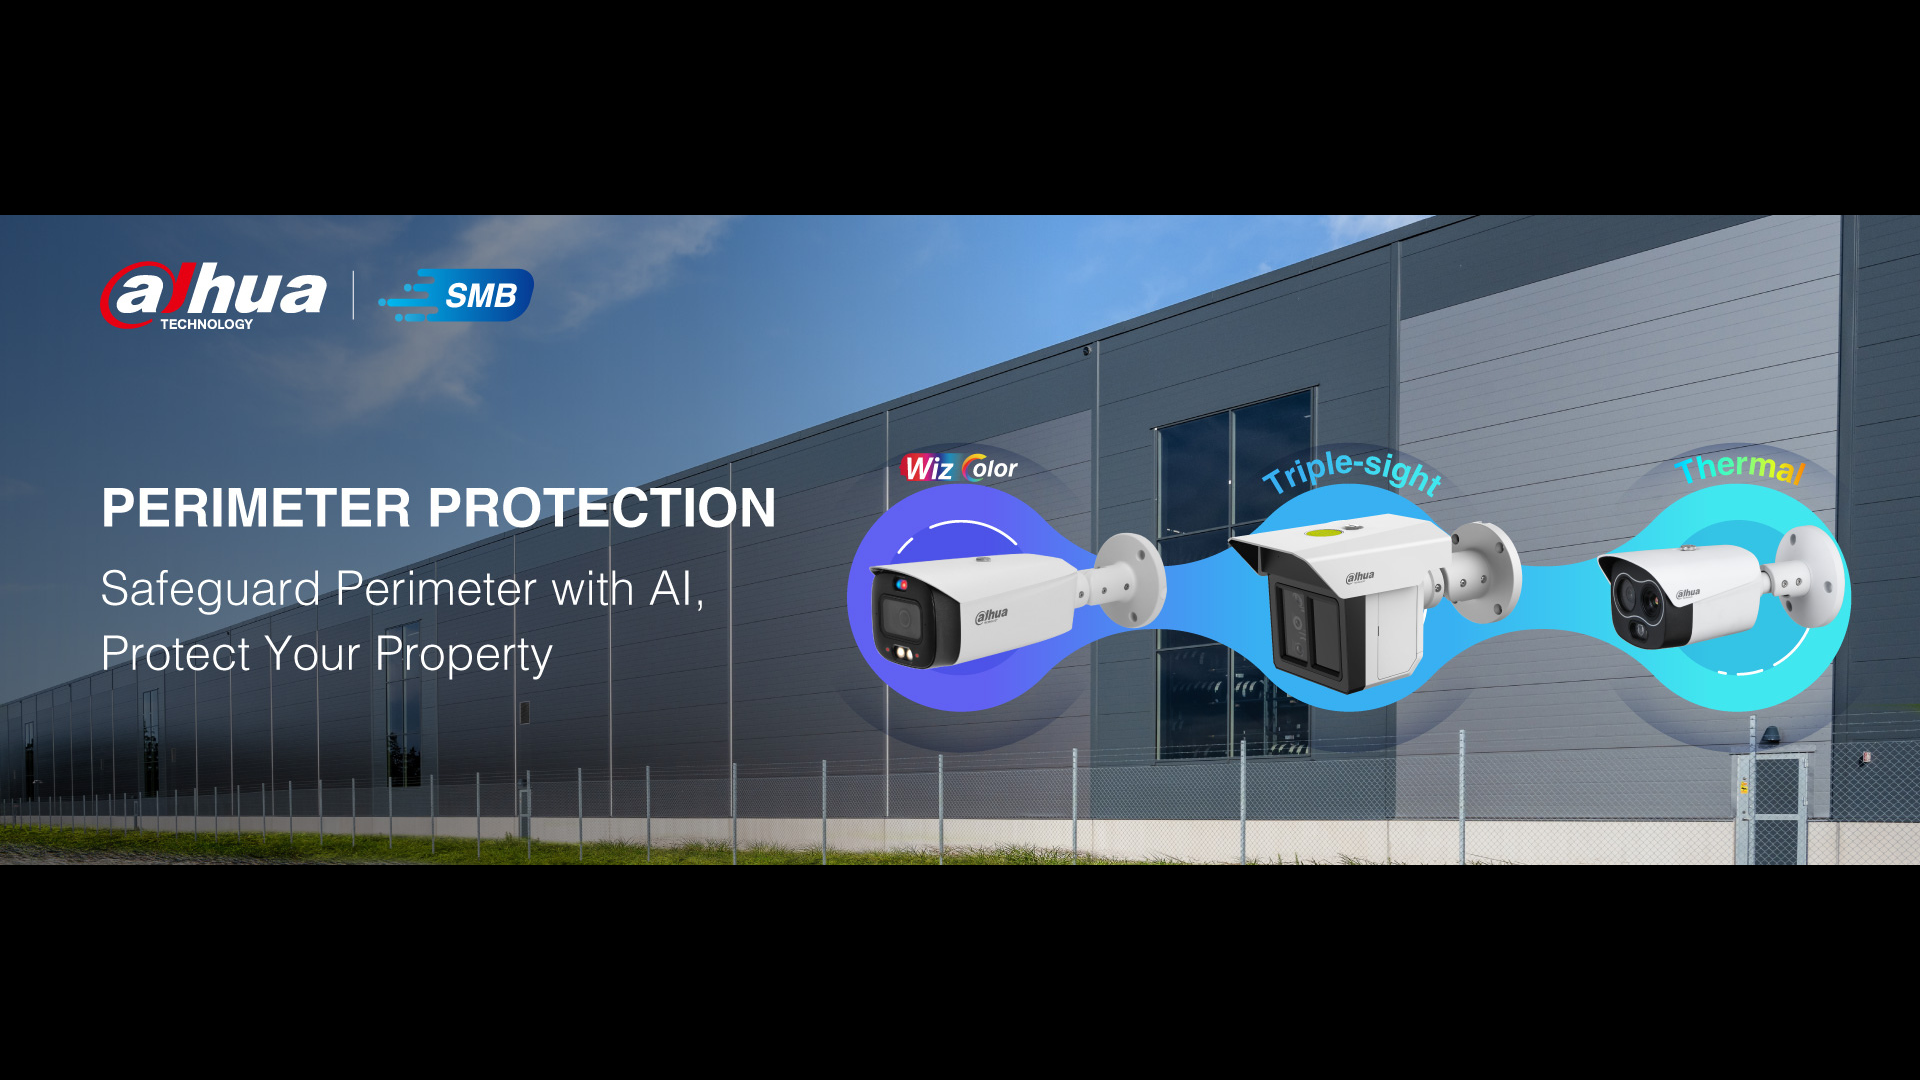 alhua
TECHNOLOGY
SMB
PERIMETER PROTECTION
Safeguard Perimeter with AI,
Protect Your Property
Wiz Color
Triple-sight
Thermal
alhua
alhua
alhua